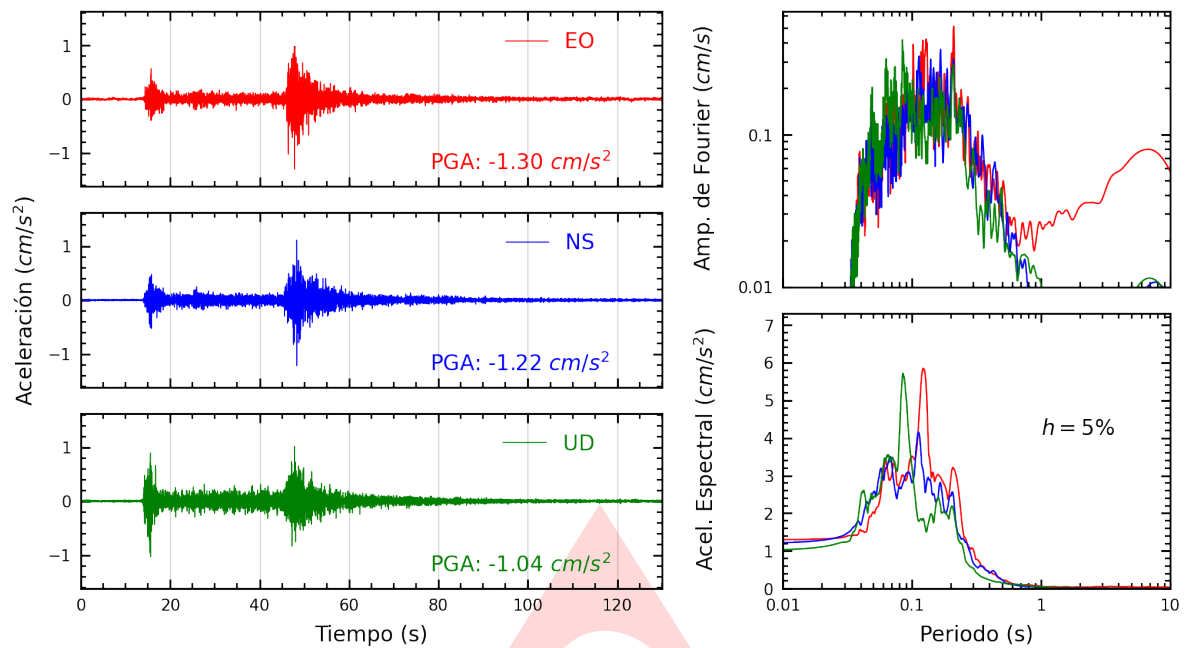 Aceleración (cm/s²)
1
0
−1
EO
PGA: -1.30 cm/s²
1
0
−1
NS
PGA: -1.22 cm/s²
1
0
−1
UD
PGA: -1.04 cm/s²
0 20 40 60 80 100 120
Tiempo (s)
Amp. de Fourier (cm/s)
0.1
0.01
Acel. Espectral (cm/s²)
7
6
5
4
3
2
1
0
h = 5%
0.01 0.1 1 10
Periodo (s)